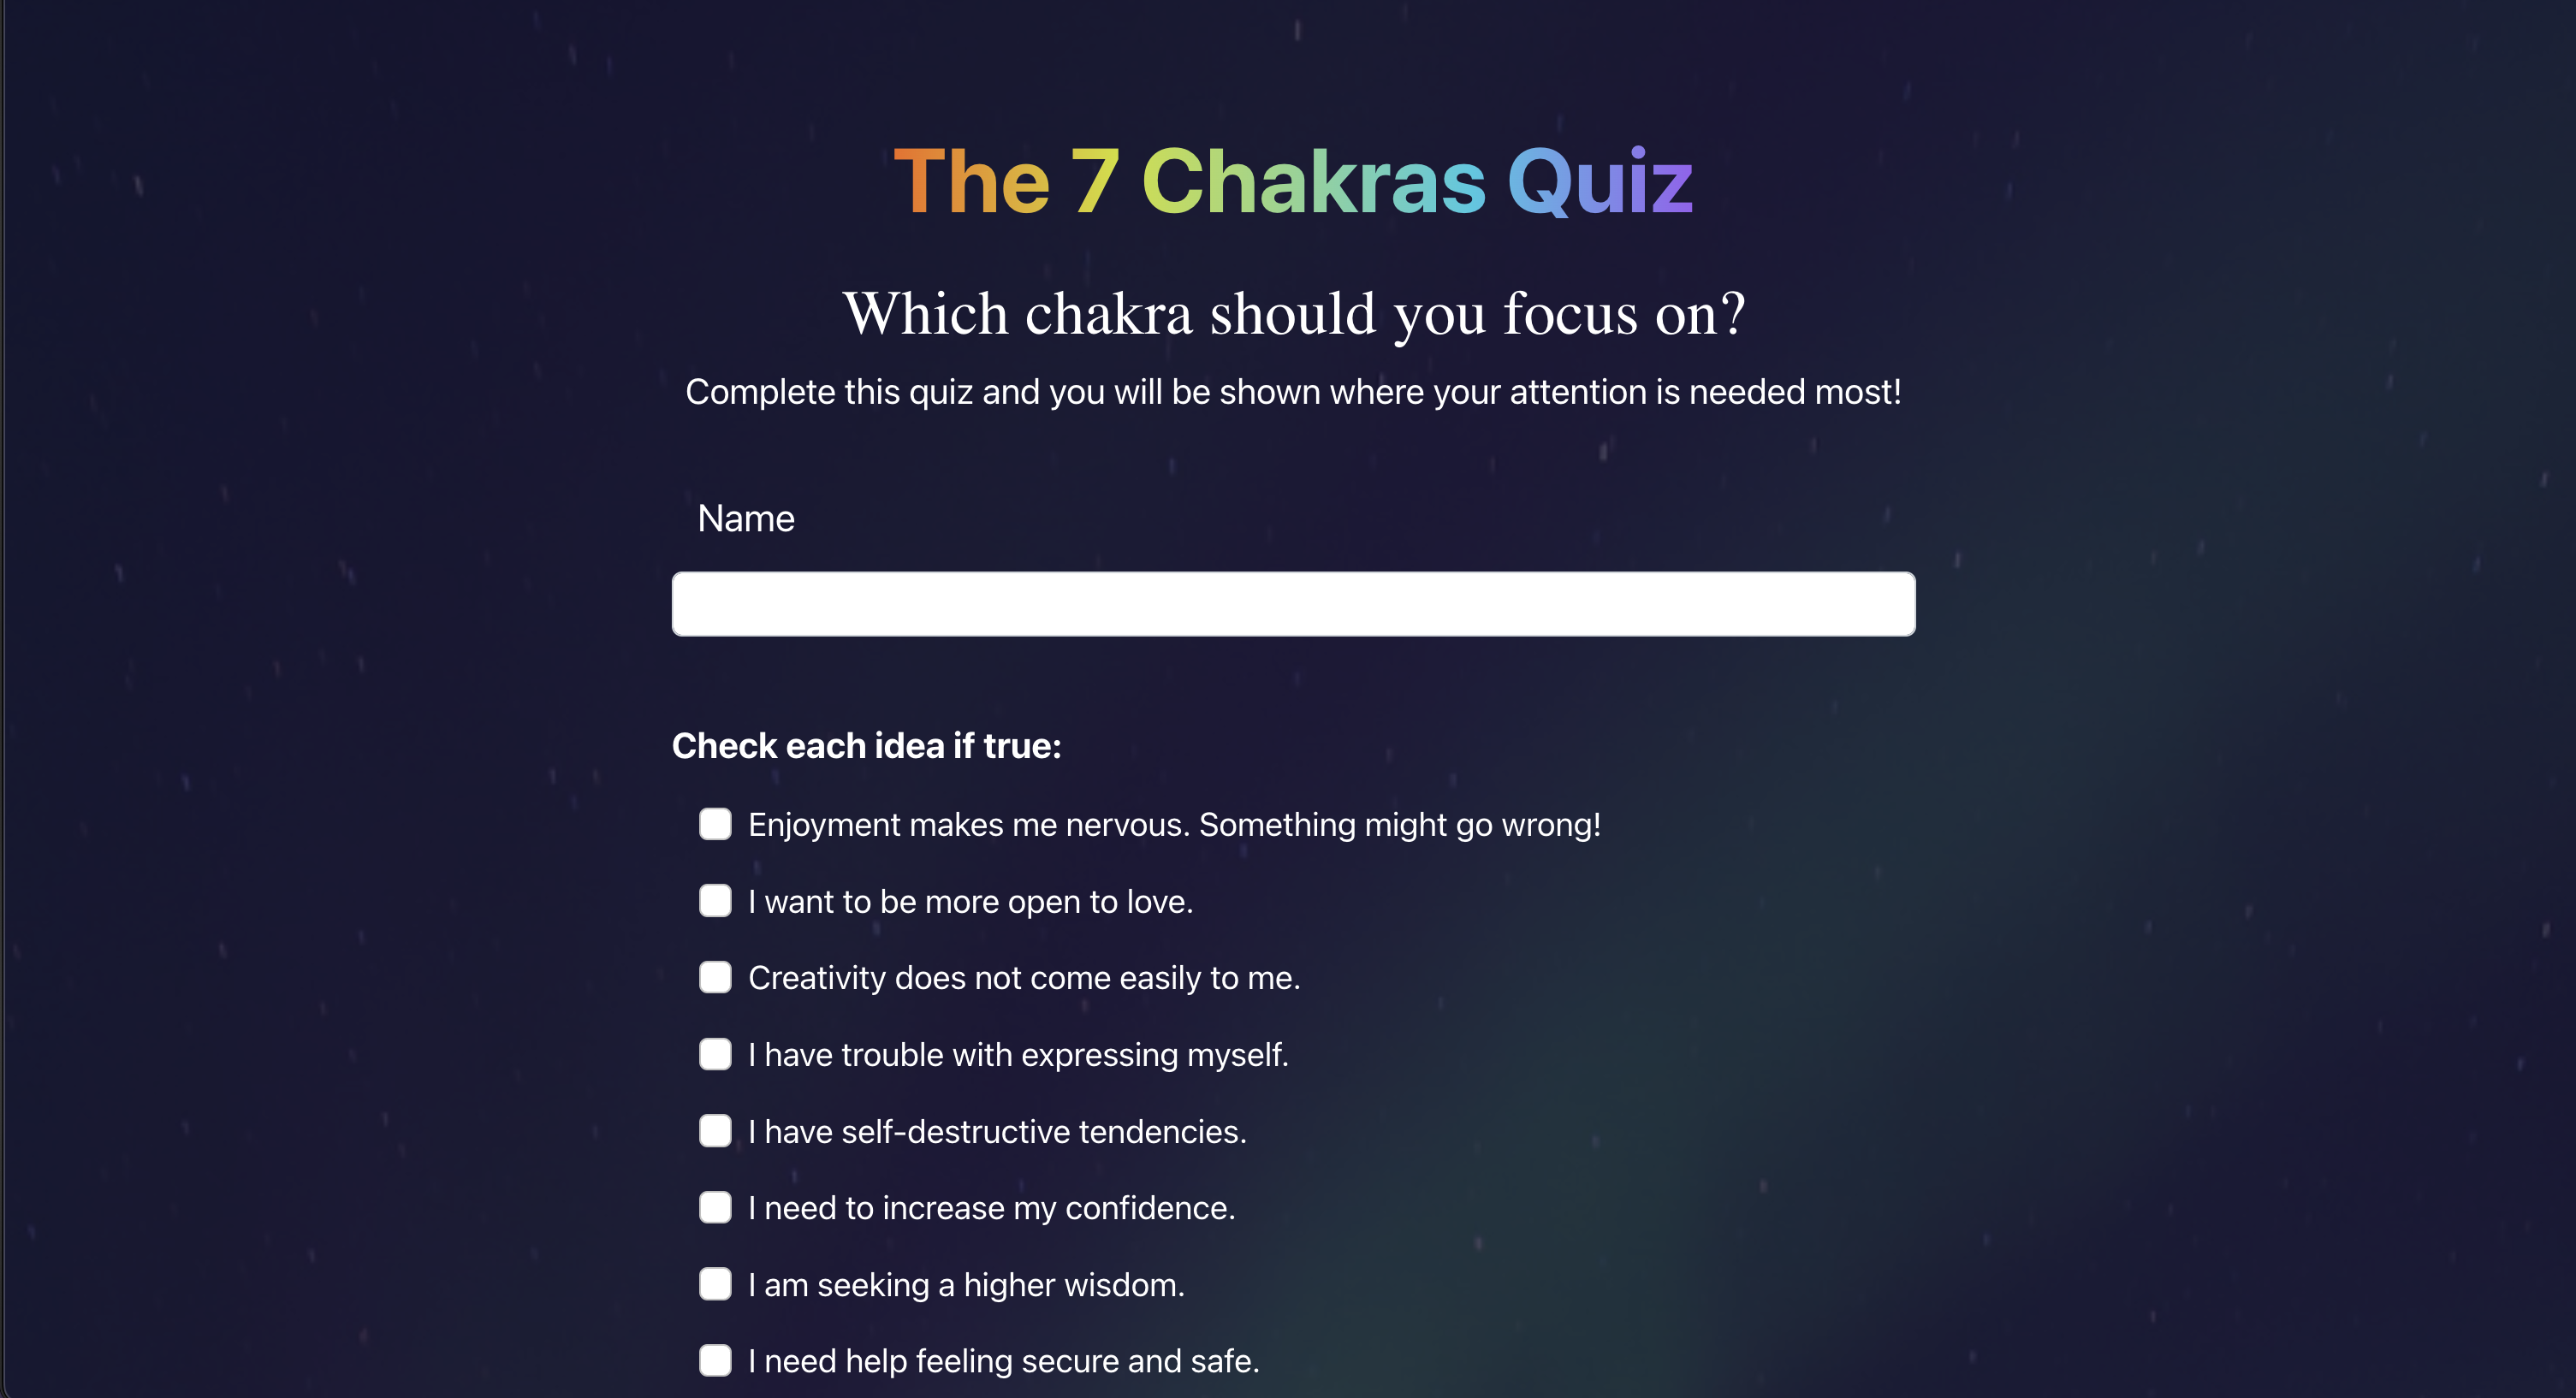 The 7 Chakras Quiz
Which chakra should you focus on?
Complete this quiz and you will be shown where your attention is needed most!
Name
Check each idea if true:
Enjoyment makes me nervous. Something might go wrong!
I want to be more open to love.
Creativity does not come easily to me.
I have trouble with expressing myself.
I have self-destructive tendencies.
I need to increase my confidence.
I am seeking a higher wisdom.
I need help feeling secure and safe.